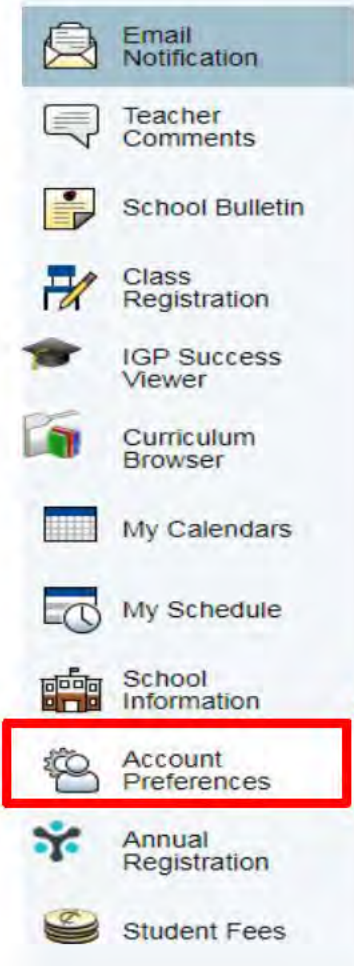 Email
Notification
Teacher
Comments
School Bulletin
Class
Registration
IGP Success
Viewer
Curriculum
Browser
My Calendars
My Schedule
School
Information
Account
Preferences
Annual
Registration
Student Fees